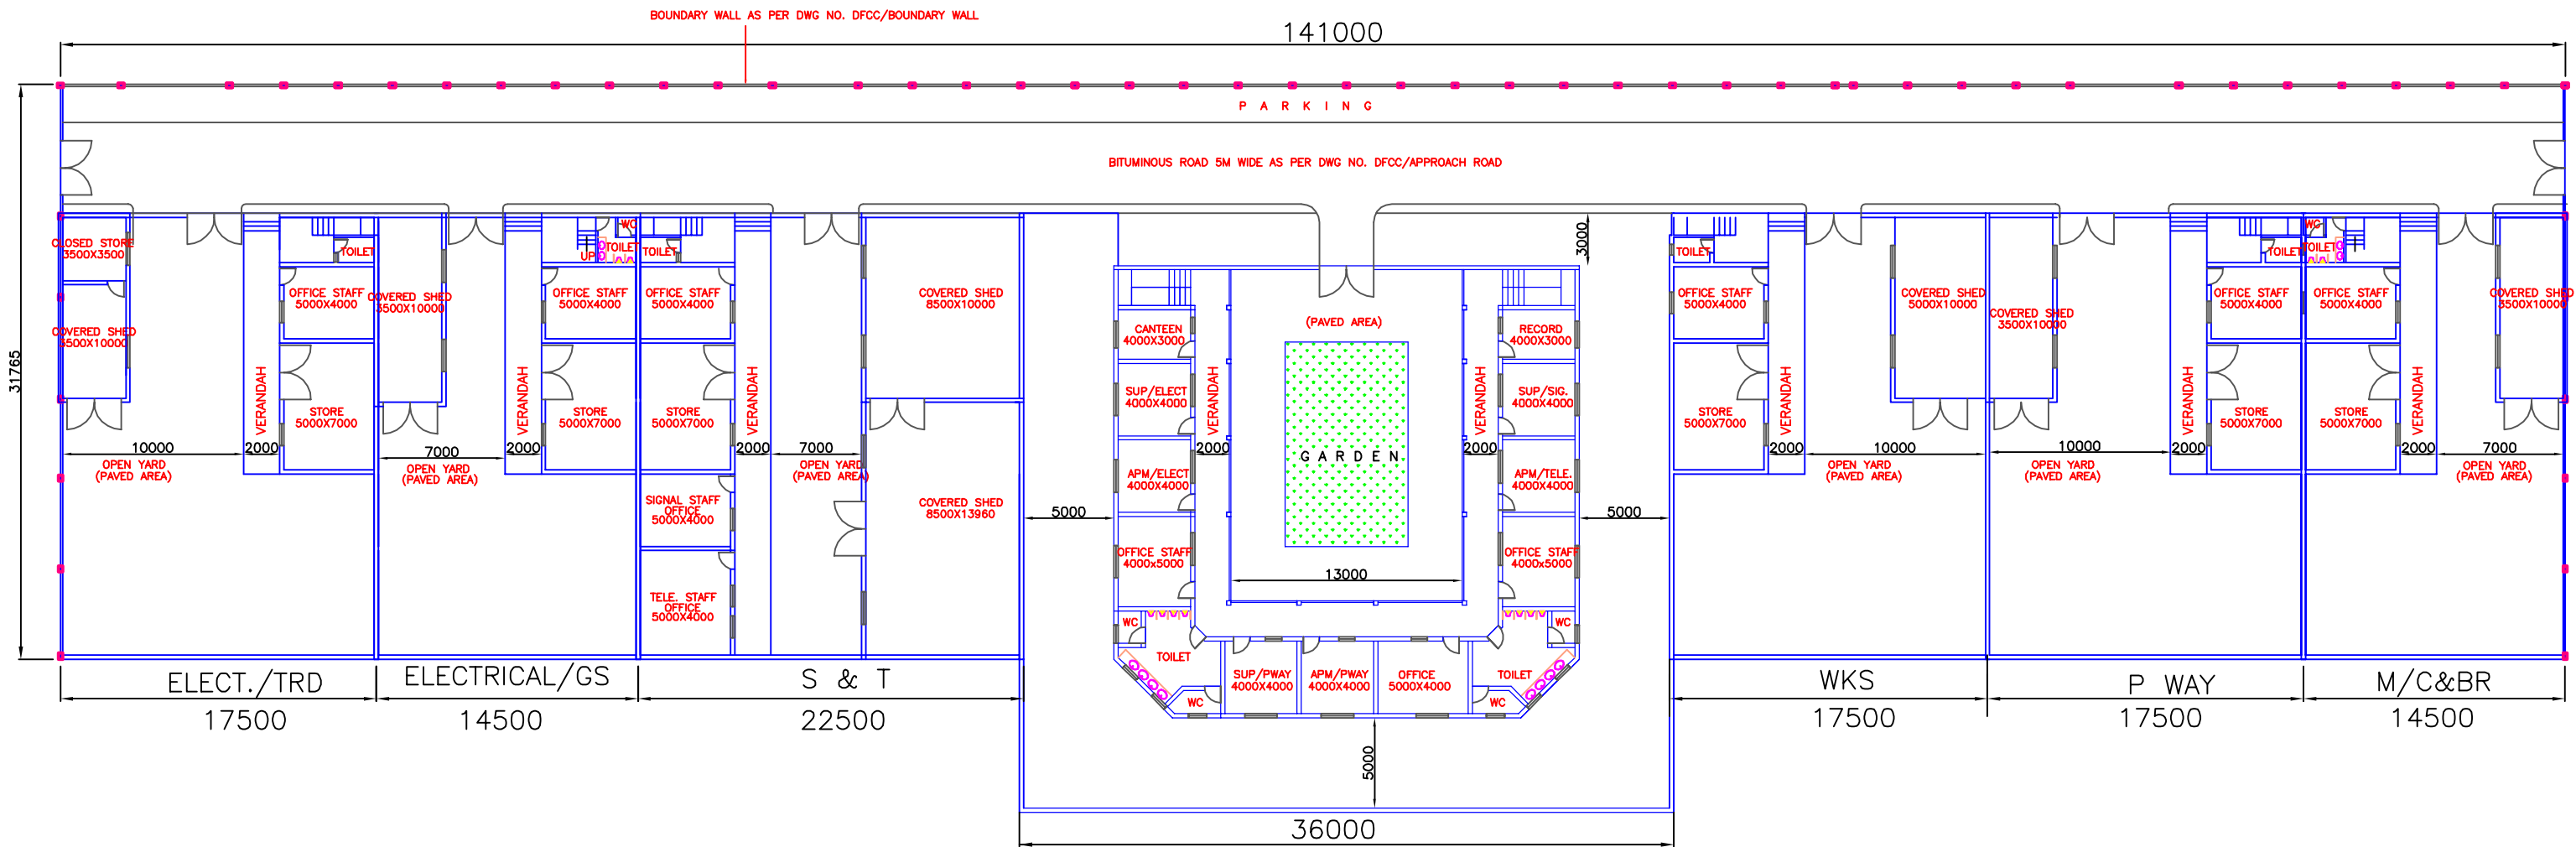 BOUNDARY WALL AS PER DWG NO. DFCC/BOUNDARY WALL
141000
PARKING
BITUMINOUS ROAD 5M WIDE AS PER DWG NO. DFCC/APPROACH ROAD
31765
CLOSED STORE
3500X3500
COVERED SHED
3500X10000
10000
OPEN YARD
(PAVED AREA)
VERANDAH
2000
TOILET
OFFICE STAFF
5000X4000
STORE
5000X7000
COVERED SHED
3500X10000
7000
OPEN YARD
(PAVED AREA)
VERANDAH
2000
WC
TOILET
UP
OFFICE STAFF
5000X4000
STORE
5000X7000
TOILET
OFFICE STAFF
5000X4000
STORE
5000X7000
SIGNAL STAFF
OFFICE
5000X4000
TELE. STAFF
OFFICE
5000X4000
VERANDAH
2000
7000
OPEN YARD
(PAVED AREA)
COVERED SHED
8500X10000
COVERED SHED
8500X13960
5000
3000
CANTEEN
4000X3000
SUP/ELECT
4000X4000
APM/ELECT
4000X4000
OFFICE STAFF
4000x5000
WC
TOILET
WC
VERANDAH
2000
(PAVED AREA)
GARDEN
13000
VERANDAH
2000
RECORD
4000X3000
SUP/SIG.
4000X4000
APM/TELE.
4000X4000
OFFICE STAFF
4000x5000
WC
TOILET
WC
SUP/PWAY
4000X4000
APM/PWAY
4000X4000
OFFICE
5000X4000
5000
5000
TOILET
OFFICE STAFF
5000X4000
STORE
5000X7000
VERANDAH
2000
10000
OPEN YARD
(PAVED AREA)
COVERED SHED
5000X10000
COVERED SHED
3500X10000
10000
OPEN YARD
(PAVED AREA)
VERANDAH
2000
TOILET
OFFICE STAFF
5000X4000
STORE
5000X7000
WC
TOILET
OFFICE STAFF
5000X4000
STORE
5000X7000
VERANDAH
2000
7000
OPEN YARD
(PAVED AREA)
COVERED SHED
3500X10000
ELECT./TRD
17500
ELECTRICAL/GS
14500
S & T
22500
36000
WKS
17500
P WAY
17500
M/C&BR
14500